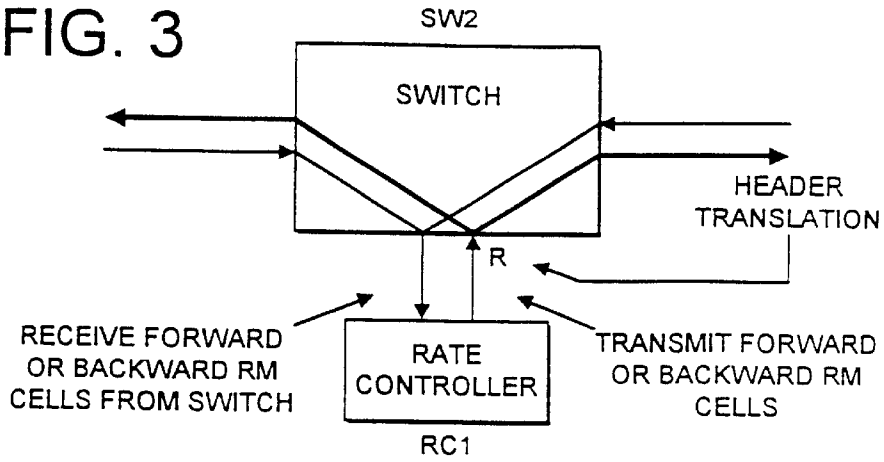 FIG. 3
SW2
SWITCH
HEADER
TRANSLATION
R
RECEIVE FORWARD
OR BACKWARD RM
CELLS FROM SWITCH
RATE
CONTROLLER
TRANSMIT FORWARD
OR BACKWARD RM
CELLS
RC1